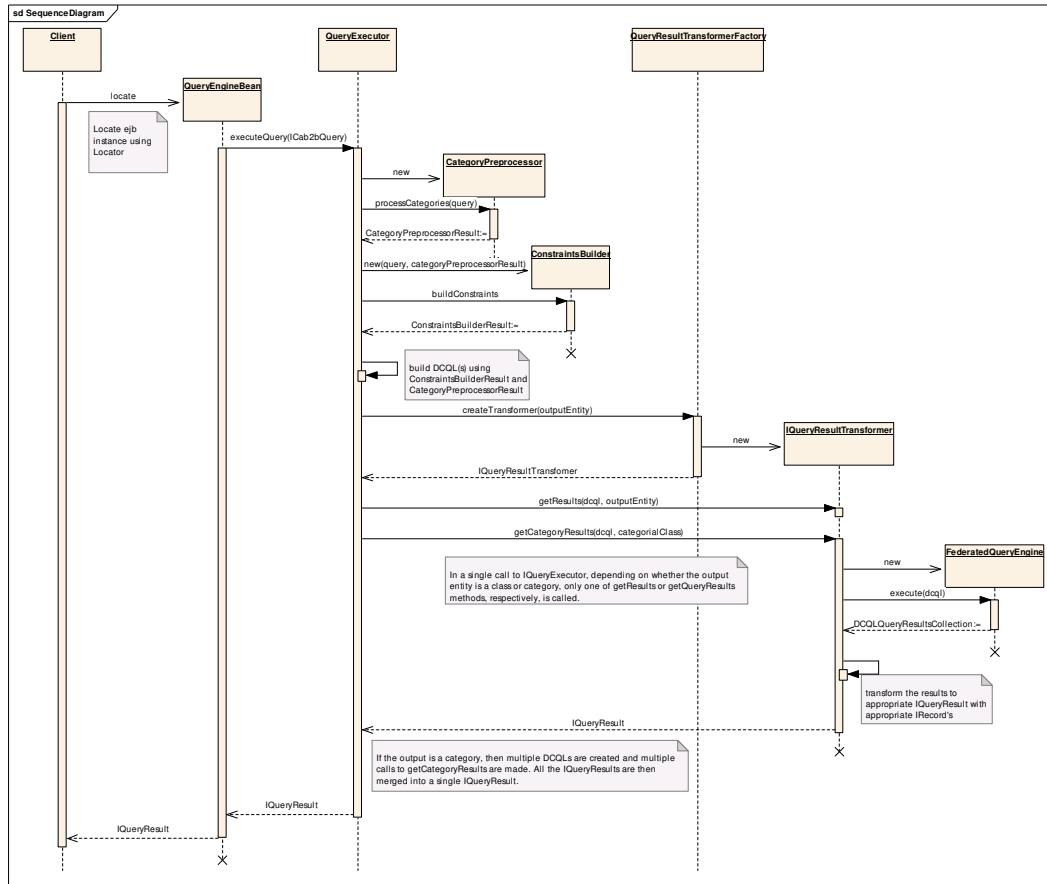 sd SequenceDiagram
Client
QueryExecutor
QueryResultTransformerFactory
QueryEngineBean
locate
Locate ejb
instance using
Locator
executeQuery(ICab2bQuery)
CategoryPreprocessor
new
processCategories(query)
CategoryPreprocessorResult:=
ConstraintsBuilder
new(query, categoryPreprocessorResult)
buildConstraints
ConstraintsBuilderResult:=
build DCQL(s) using
ConstraintsBuilderResult and
CategoryPreprocessorResult
createTransformer(outputEntity)
IQueryResultTransformer
new
IQueryResultTransfomer
getResults(dcql, outputEntity)
getCategoryResults(dcql, categorialClass)
FederatedQueryEngine
new
In a single call to IQueryExecutor, depending on whether the output
entity is a class or category, only one of getResults or getQueryResults
methods, respectively, is called.
execute(dcql)
DCQLQueryResultsCollection:=
transform the results to
appropriate IQueryResult with
appropriate IRecord's
IQueryResult
If the output is a category, then multiple DCQLs are created and multiple
calls to getCategoryResults are made. All the IQueryResults are then
merged into a single IQueryResult.
IQueryResult
IQueryResult